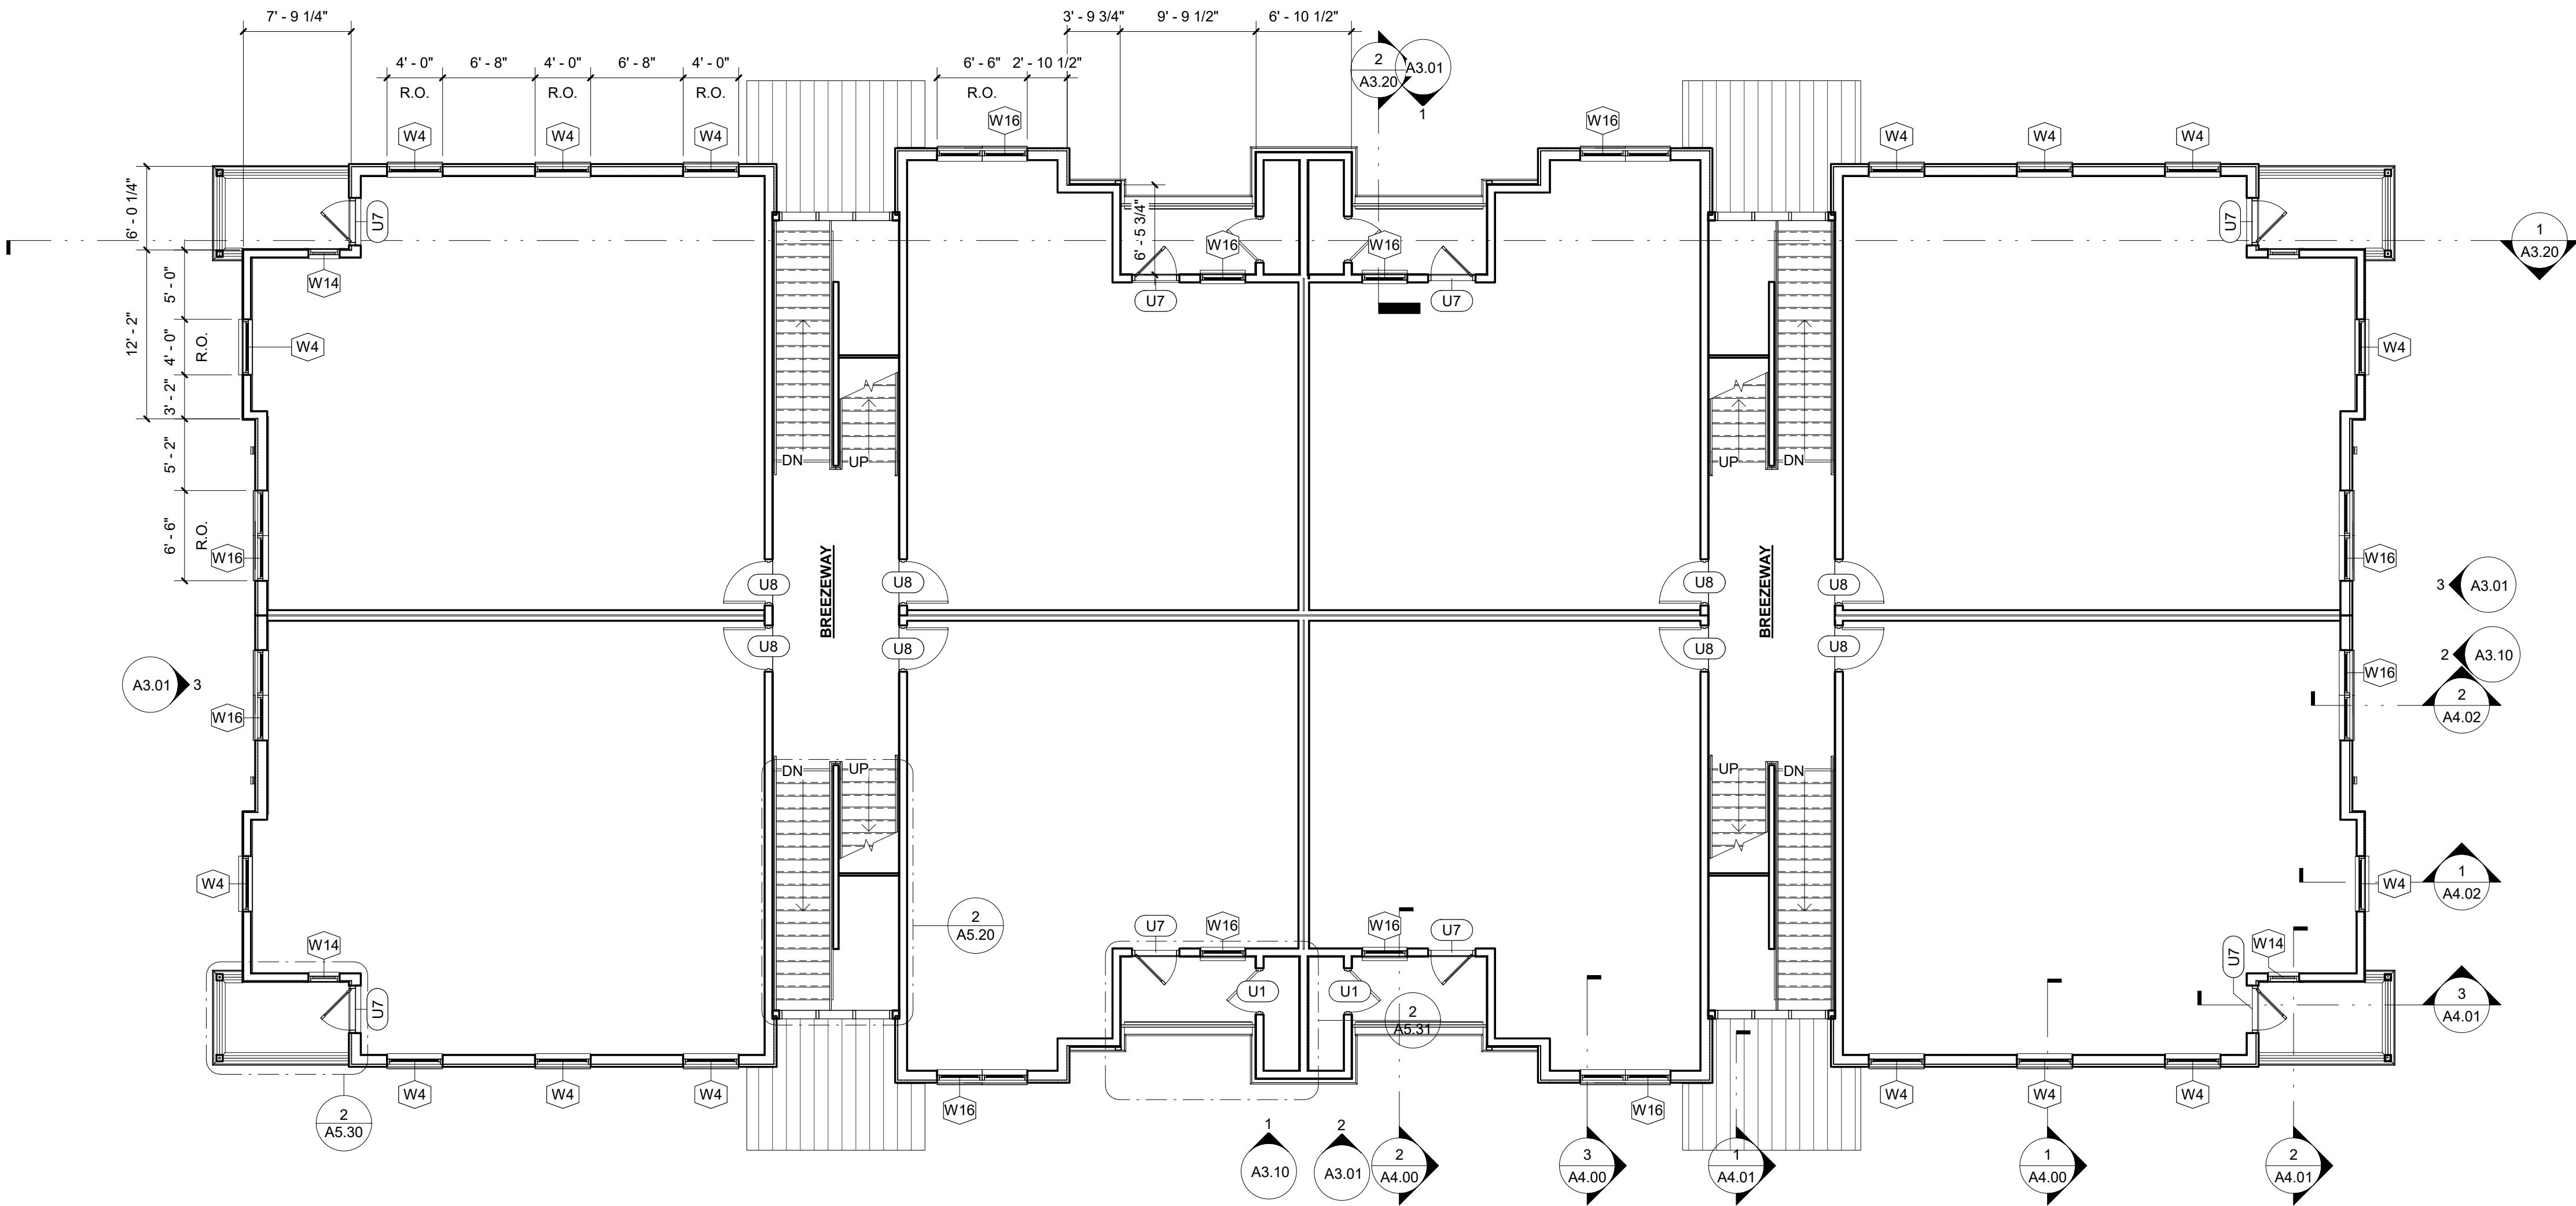 7' - 9 1/4"
3' - 9 3/4"
9' - 9 1/2"
6' - 10 1/2"
4' - 0"
6' - 8"
4' - 0"
6' - 8"
4' - 0"
6' - 6"
2' - 10 1/2"
2
A3.20
A3.01
1
R.O.
R.O.
R.O.
R.O.
W4
W4
W4
W16
W16
W4
W4
W4
6' - 0 1/4"
6' - 5 3/4"
U7
U7
W16
W16
1
A3.20
W14
U7
U7
5' - 0"
12' - 2"
4' - 0"
R.O.
W4
W4
3' - 2"
5' - 2"
DN
UP
UP
DN
6' - 6"
R.O.
W16
W16
BREEZEWAY
BREEZEWAY
U8
U8
U8
U8
3
A3.01
U8
U8
U8
U8
2
A3.10
A3.01
3
W16
W16
2
A4.02
DN
UP
UP
DN
W4
W4
1
A4.02
2
A5.20
U7
W16
W16
U7
W14
W14
U7
U7
U1
U1
3
A4.01
2
A5.31
W4
W4
W4
W16
W16
W4
W4
W4
2
A5.30
1
A3.10
2
A3.01
2
A4.00
3
A4.00
1
A4.01
1
A4.00
2
A4.01